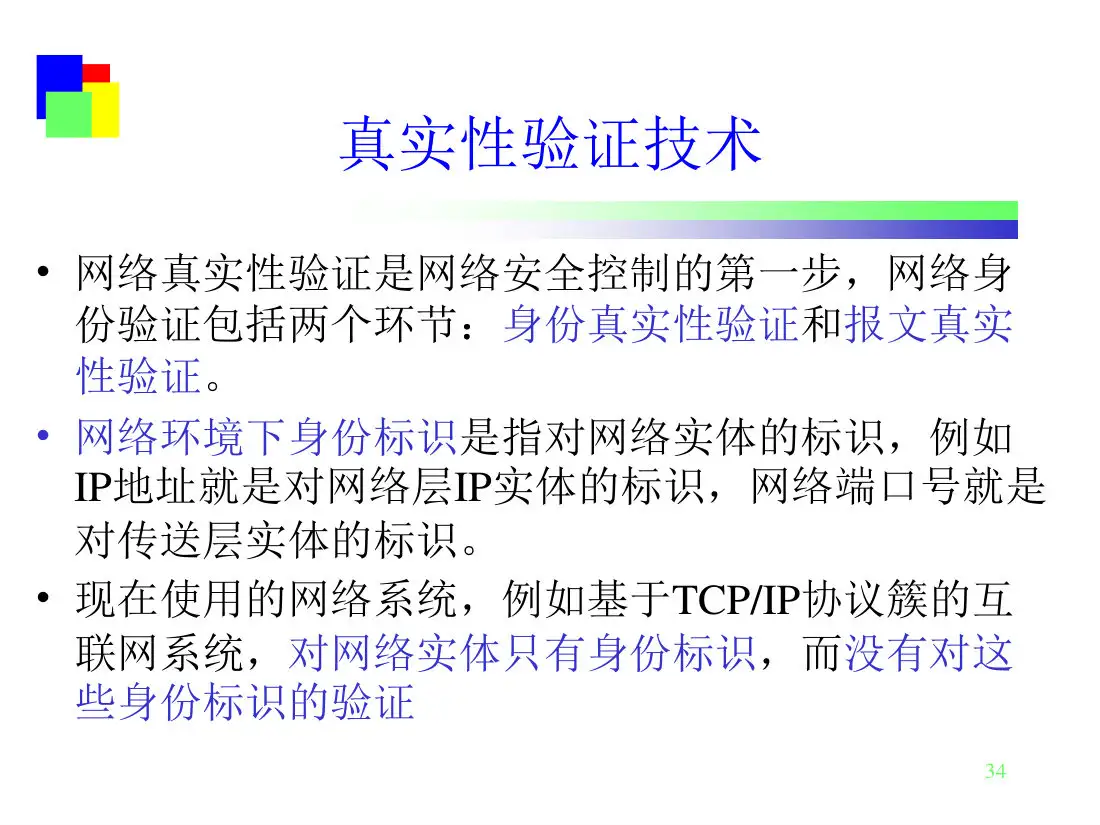 真实性验证技术
• 网络真实性验证是网络安全控制的第一步，网络身
份验证包括两个环节：身份真实性验证和报文真实
性验证。
• 网络环境下身份标识是指对网络实体的标识，例如
IP地址就是对网络层IP实体的标识，网络端口号就是
对传送层实体的标识。
• 现在使用的网络系统，例如基于TCP/IP协议簇的互
联网系统，对网络实体只有身份标识，而没有对这
些身份标识的验证
34